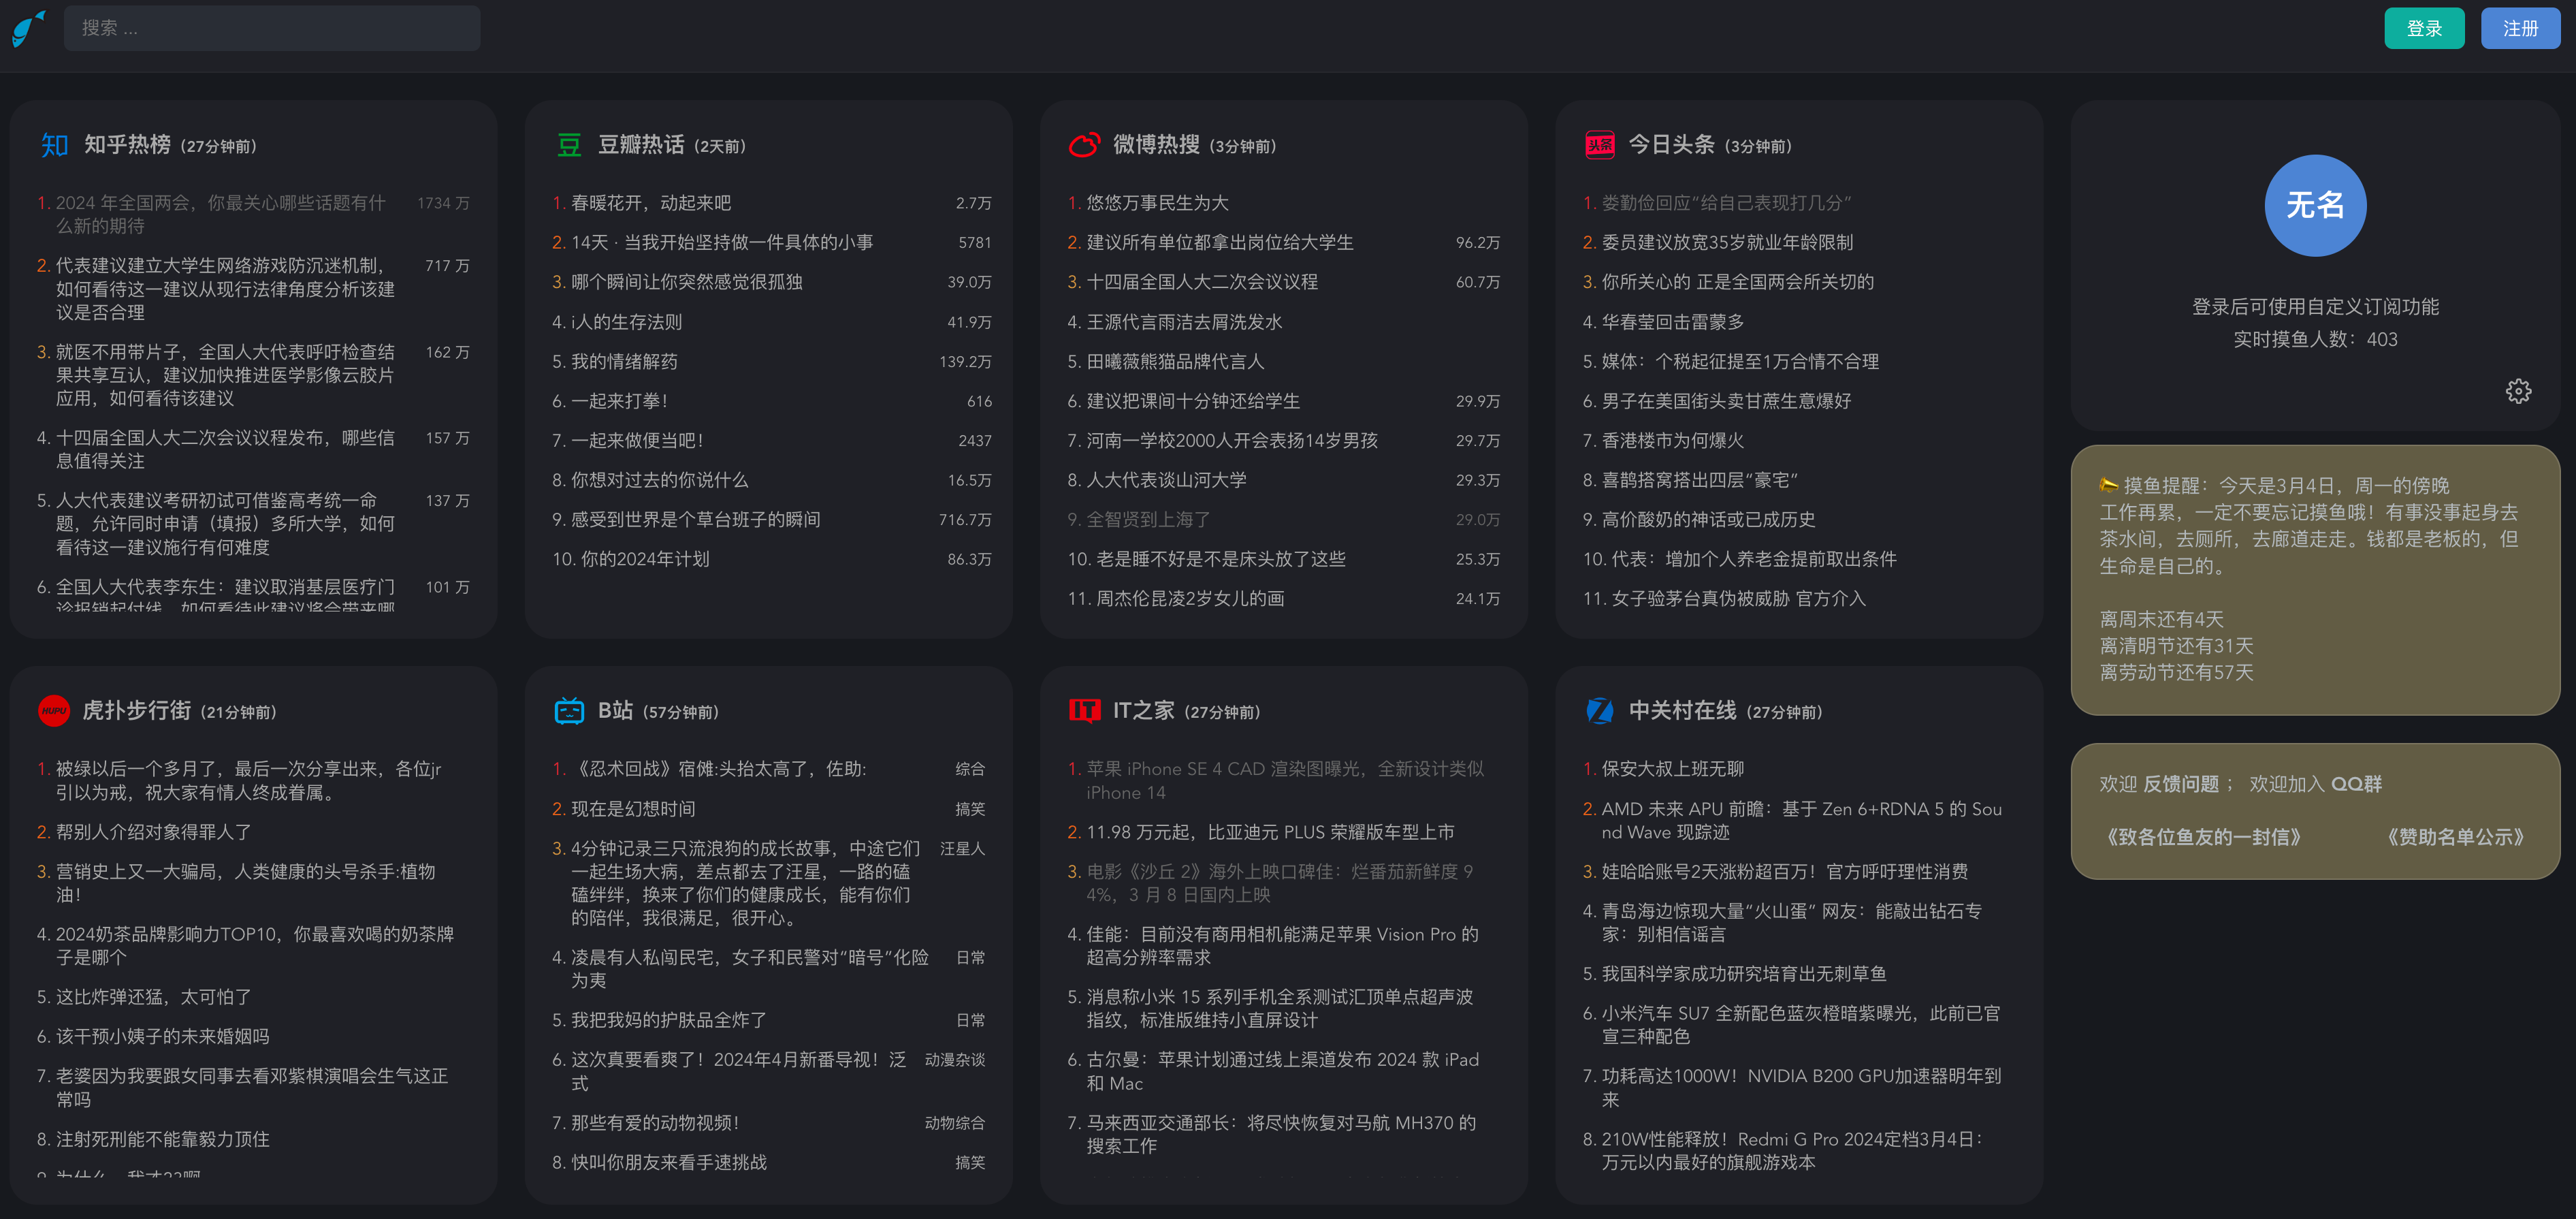 搜索 ...
登录
注册
知 知乎热榜 (27分钟前)
1. 2024 年全国两会，你最关心哪些话题有什 1734 万
么新的期待
2. 代表建议建立大学生网络游戏防沉迷机制， 717 万
如何看待这一建议从现行法律角度分析该建
议是否合理
3. 就医不用带片子，全国人大代表呼吁检查结 162 万
果共享互认，建议加快推进医学影像云胶片
应用，如何看待该建议
4. 十四届全国人大二次会议议程发布，哪些信 157 万
息值得关注
5. 人大代表建议考研初试可借鉴高考统一命 137 万
题，允许同时申请（填报）多所大学，如何
看待这一建议施行有何难度
6. 全国人大代表李东生：建议取消基层医疗门 101 万
诊报销起付线，如何看待此建议将会带来哪
豆 豆瓣热话 (2天前)
1. 春暖花开，动起来吧 2.7万
2. 14天 · 当我开始坚持做一件具体的小事 5781
3. 哪个瞬间让你突然感觉很孤独 39.0万
4. i人的生存法则 41.9万
5. 我的情绪解药 139.2万
6. 一起来打拳！ 616
7. 一起来做便当吧！ 2437
8. 你想对过去的你说什么 16.5万
9. 感受到世界是个草台班子的瞬间 716.7万
10. 你的2024年计划 86.3万
微博热搜 (3分钟前)
1. 悠悠万事民生为大
2. 建议所有单位都拿出岗位给大学生 96.2万
3. 十四届全国人大二次会议议程 60.7万
4. 王源代言雨洁去屑洗发水
5. 田曦薇熊猫品牌代言人
6. 建议把课间十分钟还给学生 29.9万
7. 河南一学校2000人开会表扬14岁男孩 29.7万
8. 人大代表谈山河大学 29.3万
9. 全智贤到上海了 29.0万
10. 老是睡不好是不是床头放了这些 25.3万
11. 周杰伦昆凌2岁女儿的画 24.1万
头条 今日头条 (3分钟前)
1. 娄勤俭回应“给自己表现打几分”
2. 委员建议放宽35岁就业年龄限制
3. 你所关心的 正是全国两会所关切的
4. 华春莹回击雷蒙多
5. 媒体：个税起征提至1万合情不合理
6. 男子在美国街头卖甘蔗生意爆好
7. 香港楼市为何爆火
8. 喜鹊搭窝搭出四层“豪宅”
9. 高价酸奶的神话或已成历史
10. 代表：增加个人养老金提前取出条件
11. 女子验茅台真伪被威胁 官方介入
无名
登录后可使用自定义订阅功能
实时摸鱼人数：403
摸鱼提醒：今天是3月4日，周一的傍晚
工作再累，一定不要忘记摸鱼哦！有事没事起身去
茶水间，去厕所，去廊道走走。钱都是老板的，但
生命是自己的。
离周末还有4天
离清明节还有31天
离劳动节还有57天
欢迎 反馈问题； 欢迎加入 QQ群
《致各位鱼友的一封信》 《赞助名单公示》
HUPU 虎扑步行街 (21分钟前)
1. 被绿以后一个多月了，最后一次分享出来，各位jr
引以为戒，祝大家有情人终成眷属。
2. 帮别人介绍对象得罪人了
3. 营销史上又一大骗局，人类健康的头号杀手:植物
油！
4. 2024奶茶品牌影响力TOP10，你最喜欢喝的奶茶牌
子是哪个
5. 这比炸弹还猛，太可怕了
6. 该干预小姨子的未来婚姻吗
7. 老婆因为我要跟女同事去看邓紫棋演唱会生气这正
常吗
8. 注射死刑能不能靠毅力顶住
B站 (57分钟前)
1. 《忍术回战》宿傩:头抬太高了，佐助: 综合
2. 现在是幻想时间 搞笑
3. 4分钟记录三只流浪狗的成长故事，中途它们 汪星人
一起生场大病，差点都去了汪星，一路的磕
磕绊绊，换来了你们的健康成长，能有你们
的陪伴，我很满足，很开心。
4. 凌晨有人私闯民宅，女子和民警对“暗号”化险 日常
为夷
5. 我把我妈的护肤品全炸了 日常
6. 这次真要看爽了！2024年4月新番导视！泛 动漫杂谈
式
7. 那些有爱的动物视频！ 动物综合
8. 快叫你朋友来看手速挑战 搞笑
IT IT之家 (27分钟前)
1. 苹果 iPhone SE 4 CAD 渲染图曝光，全新设计类似
iPhone 14
2. 11.98 万元起，比亚迪元 PLUS 荣耀版车型上市
3. 电影《沙丘 2》海外上映口碑佳：烂番茄新鲜度 9
4%，3 月 8 日国内上映
4. 佳能：目前没有商用相机能满足苹果 Vision Pro 的
超高分辨率需求
5. 消息称小米 15 系列手机全系测试汇顶单点超声波
指纹，标准版维持小直屏设计
6. 古尔曼：苹果计划通过线上渠道发布 2024 款 iPad
和 Mac
7. 马来西亚交通部长：将尽快恢复对马航 MH370 的
搜索工作
中关村在线 (27分钟前)
1. 保安大叔上班无聊
2. AMD 未来 APU 前瞻：基于 Zen 6+RDNA 5 的 Sou
nd Wave 现踪迹
3. 娃哈哈账号2天涨粉超百万！官方呼吁理性消费
4. 青岛海边惊现大量“火山蛋” 网友：能敲出钻石专
家：别相信谣言
5. 我国科学家成功研究培育出无刺草鱼
6. 小米汽车 SU7 全新配色蓝灰橙暗紫曝光，此前已官
宣三种配色
7. 功耗高达1000W！NVIDIA B200 GPU加速器明年到
来
8. 210W性能释放！Redmi G Pro 2024定档3月4日：
万元以内最好的旗舰游戏本